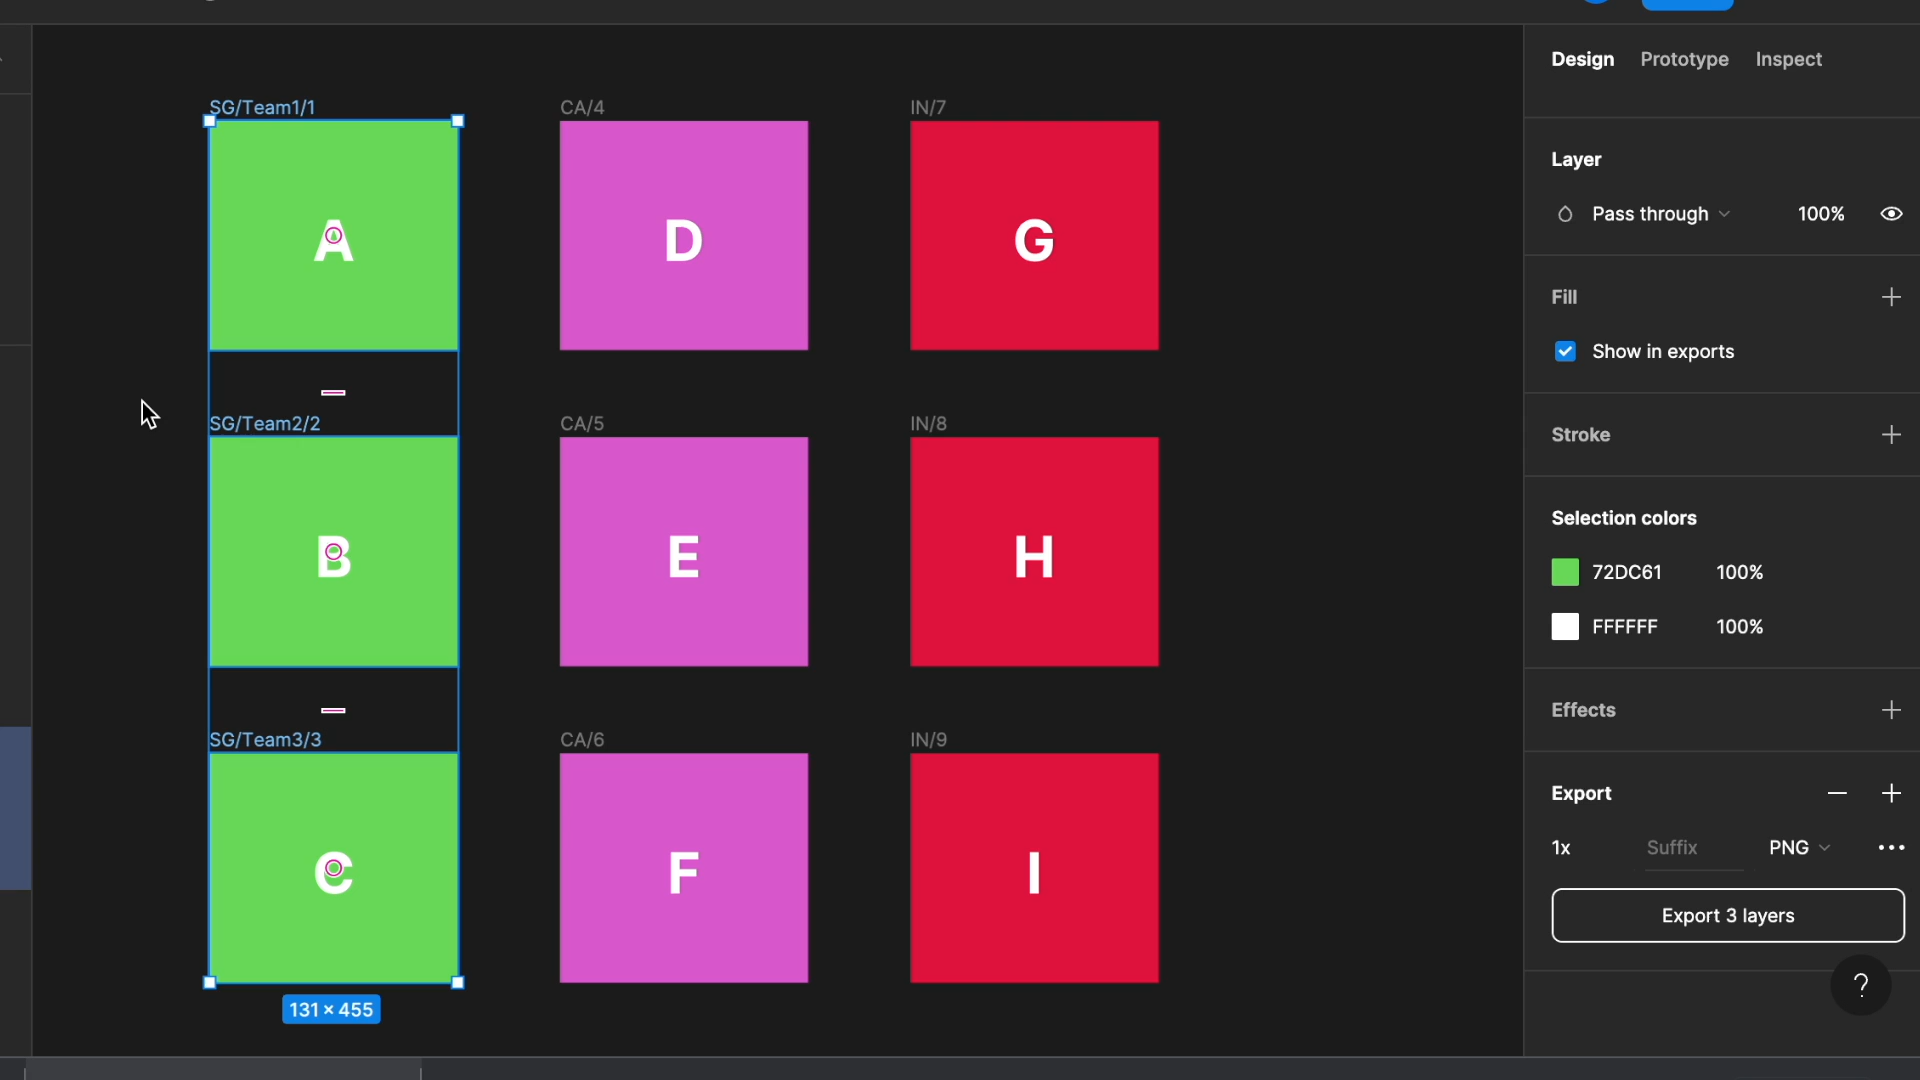 Design Prototype Inspect
SG/Team1/1
CA/4
IN/7
A
D
G
SG/Team2/2
CA/5
IN/8
B
E
H
SG/Team3/3
CA/6
IN/9
C
F
I
131 × 455
Layer
Pass through 100%
Fill
Show in exports
Stroke
Selection colors
72DC61 100%
FFFFFF 100%
Effects
Export
1x Suffix PNG
Export 3 layers
?